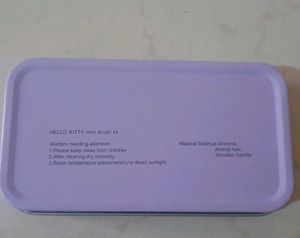 HELLO KITTY mini brush kit
Matters needing attention
1.Please keep away from children
2.After cleaning dry naturally
3.Room temperature preservation,no direct sunlight
Material Science Gronma,
Animal hair,
Wooden handle